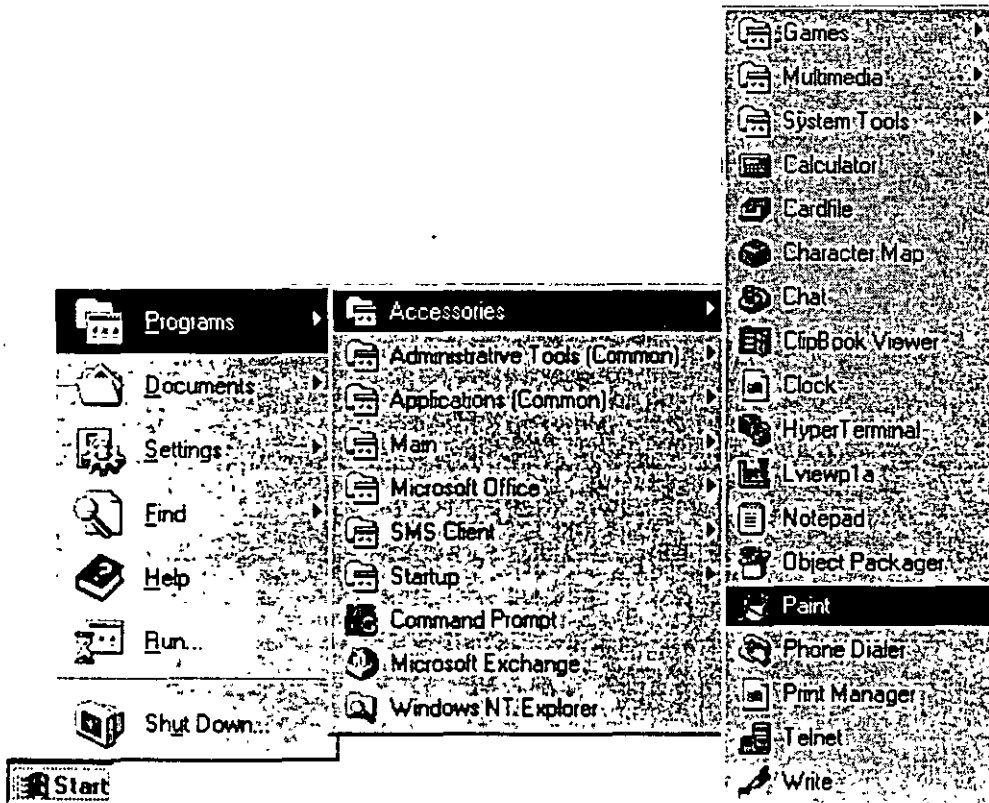 Programs
Documents
Settings
Find
Help
Run...
Shut Down...
Start
Accessories
Administrative Tools (Common)
Applications (Common)
Main
Microsoft Office
SMS Client
Startup
Command Prompt
Microsoft Exchange
Windows NT Explorer
Games
Multimedia
System Tools
Calculator
Cardfile
Character Map
Chat
ClipBook Viewer
Clock
HyperTerminal
Lviewp1a
Notepad
Object Packager
Paint
Phone Dialer
Print Manager
Telnet
Write